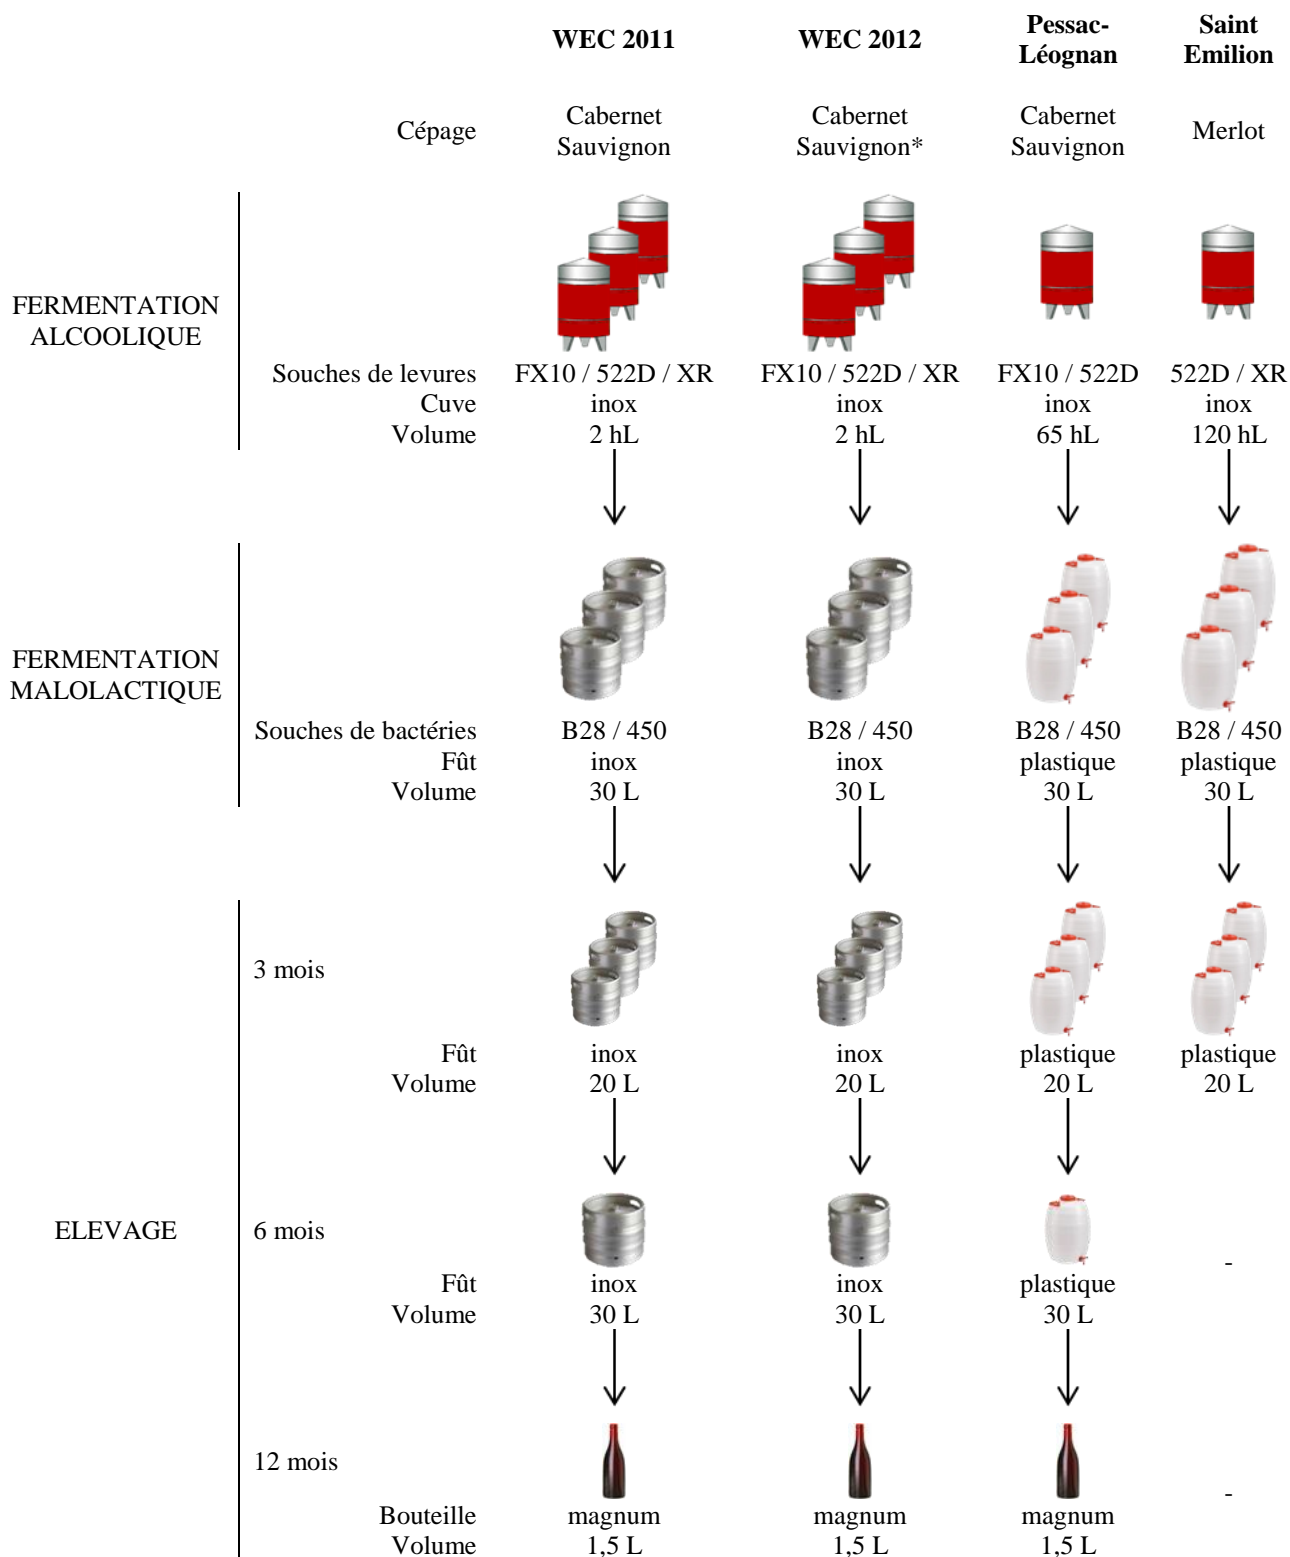 WEC 2011 WEC 2012 Pessac- Saint
Léognan Emilion
Cépage Cabernet Cabernet Cabernet Merlot
Sauvignon Sauvignon* Sauvignon
FERMENTATION
ALCOOLIQUE
Souches de levures FX10 / 522D / XR FX10 / 522D / XR FX10 / 522D 522D / XR
Cuve inox inox inox inox
Volume 2 hL 2 hL 65 hL 120 hL
FERMENTATION
MALOLACTIQUE
Souches de bactéries B28 / 450 B28 / 450 B28 / 450 B28 / 450
Fût inox inox plastique plastique
Volume 30 L 30 L 30 L 30 L
3 mois
Fût inox inox plastique plastique
Volume 20 L 20 L 20 L 20 L
ELEVAGE 6 mois -
Fût inox inox plastique
Volume 30 L 30 L 30 L
12 mois -
Bouteille magnum magnum magnum
Volume 1,5 L 1,5 L 1,5 L